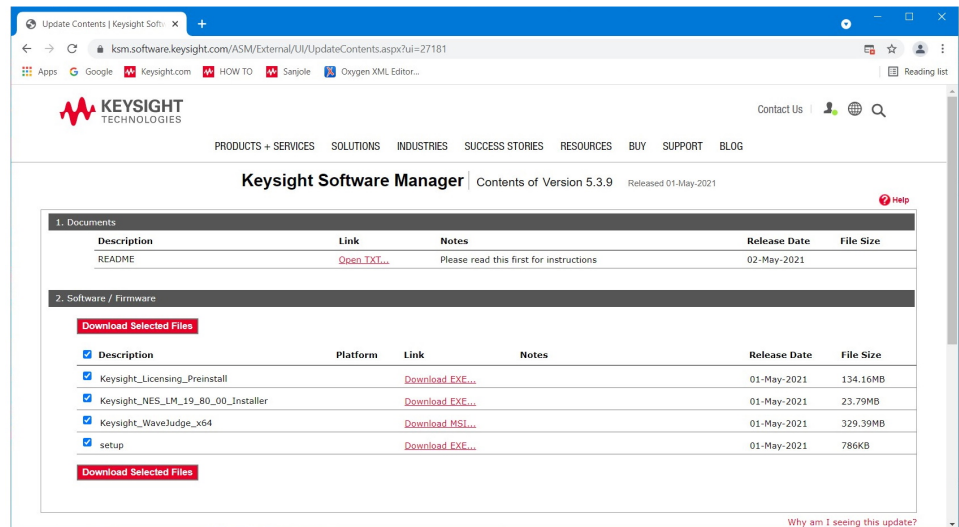 Update Contents | Keysight Softw
ksm.software.keysight.com/ASM/External/UI/UpdateContents.aspx?ui=27181
Apps Google Keysight.com HOW TO Sanjole Oxygen XML Editor... Reading list
KEYSIGHT
TECHNOLOGIES
Contact Us
PRODUCTS + SERVICES SOLUTIONS INDUSTRIES SUCCESS STORIES RESOURCES BUY SUPPORT BLOG
Keysight Software Manager Contents of Version 5.3.9 Released 01-May-2021
Help
1. Documents
Description Link Notes Release Date File Size
README Open TXT... Please read this first for instructions 02-May-2021
2. Software / Firmware
Download Selected Files
Description Platform Link Notes Release Date File Size
Keysight_Licensing_Preinstall Download EXE... 01-May-2021 134.16MB
Keysight_NES_LM_19_80_00_Installer Download EXE... 01-May-2021 23.79MB
Keysight_WaveJudge_x64 Download MSI... 01-May-2021 329.39MB
setup Download EXE... 01-May-2021 786KB
Download Selected Files
Why am I seeing this update?